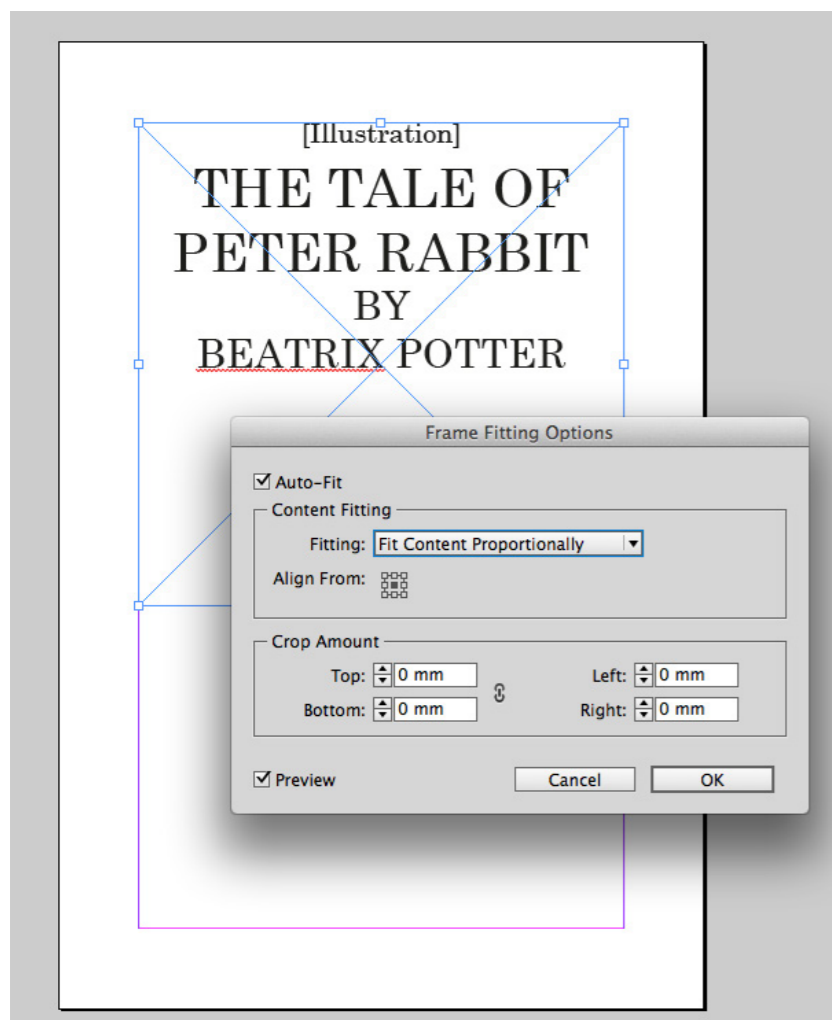 [Illustration]
THE TALE OF
PETER RABBIT
BY
BEATRIX POTTER
Frame Fitting Options
Auto-Fit
Content Fitting
Fitting: Fit Content Proportionally
Align From:
Crop Amount
Top: 0 mm Left: 0 mm
Bottom: 0 mm Right: 0 mm
Preview Cancel OK